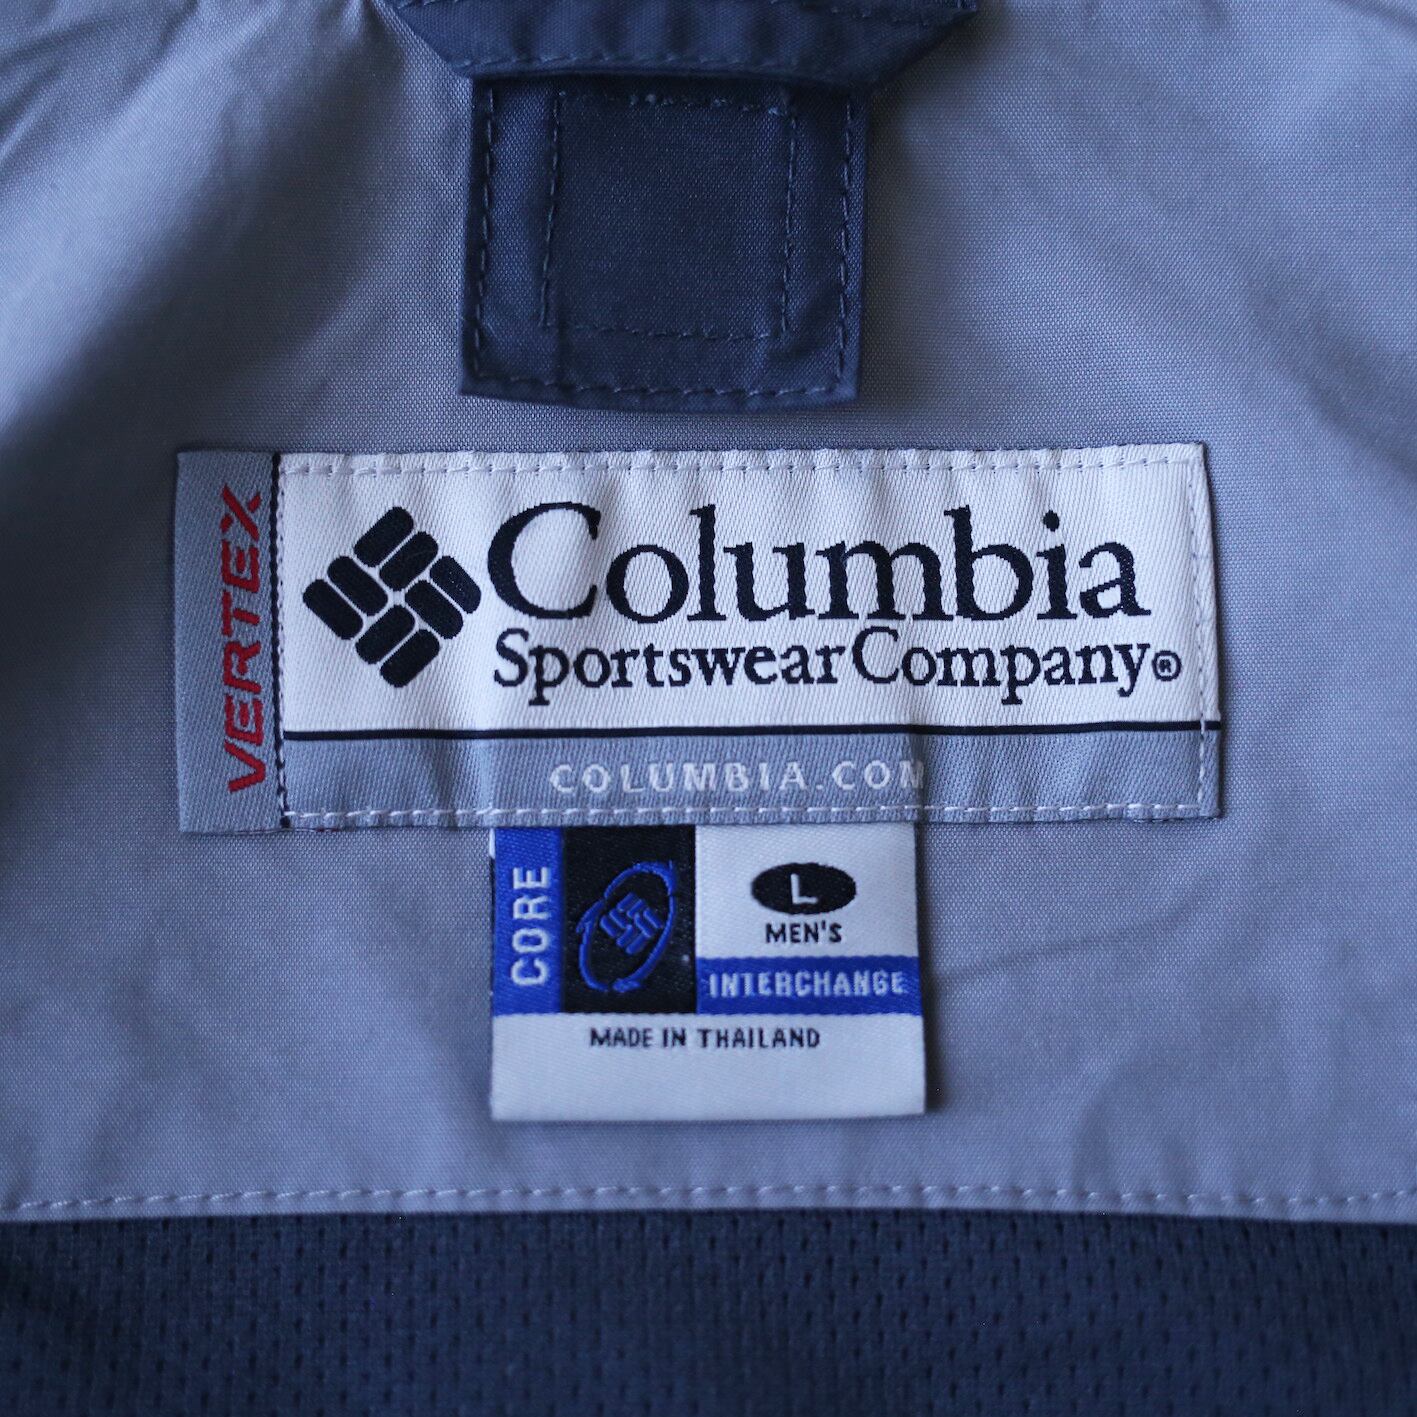 VERTEX
Columbia
Sportswear Company®
COLUMBIA.COM
CORE
L
MEN'S
INTERCHANGE
MADE IN THAILAND